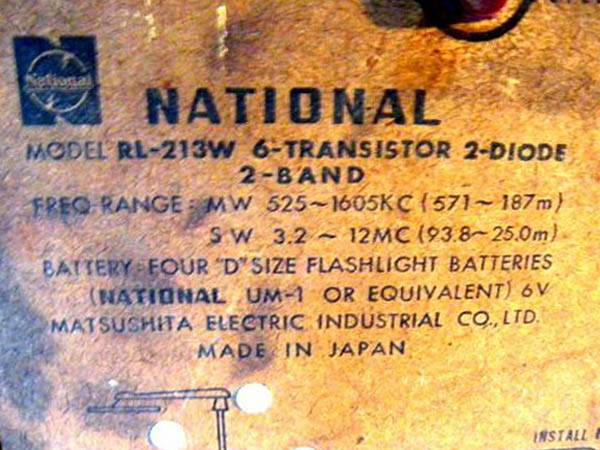 National
NATIONAL
MODEL RL-213W 6-TRANSISTOR 2-DIODE
2-BAND
FREQ RANGE: MW 525~1605KC (571~187m)
SW 3.2 ~ 12MC (93.8~25.0m)
BATTERY: FOUR "D" SIZE FLASHLIGHT BATTERIES
(NATIONAL UM-1 OR EQUIVALENT) 6V
MATSUSHITA ELECTRIC INDUSTRIAL CO., LTD.
MADE IN JAPAN
INSTALL